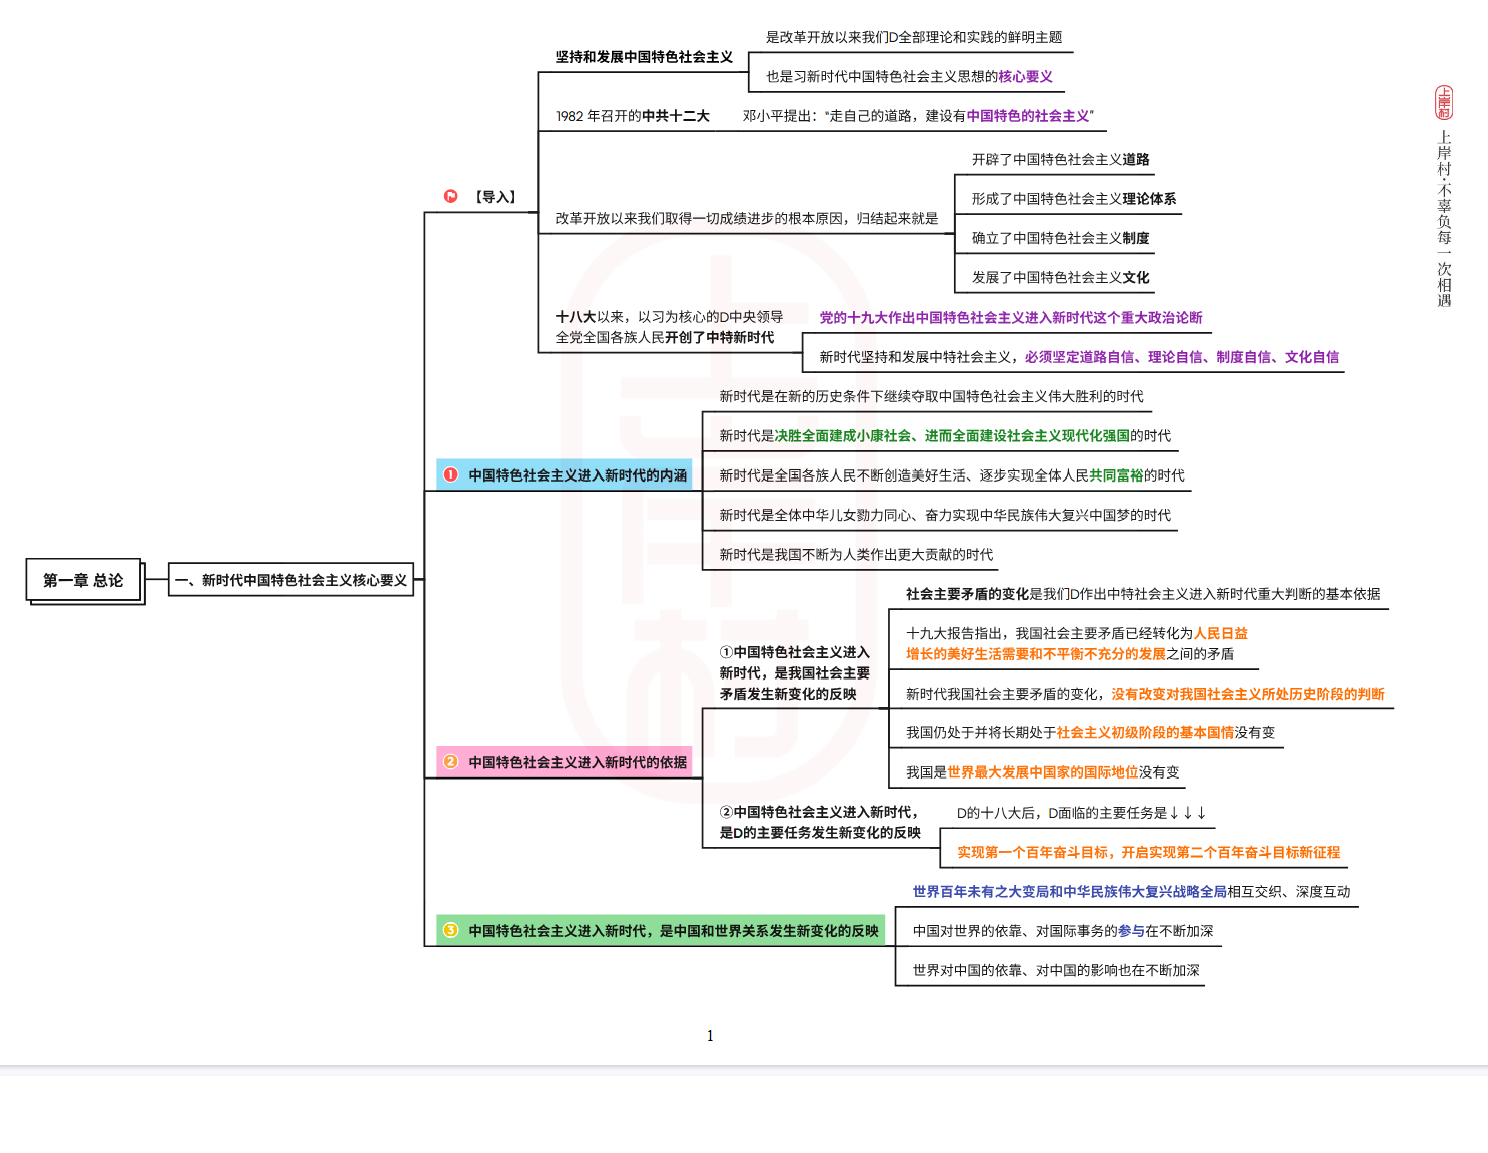 第一章 总论
一、新时代中国特色社会主义核心要义
【导入】
坚持和发展中国特色社会主义
是改革开放以来我们D全部理论和实践的鲜明主题
也是习新时代中国特色社会主义思想的核心要义
1982 年召开的中共十二大
邓小平提出："走自己的道路，建设有中国特色的社会主义"
改革开放以来我们取得一切成绩进步的根本原因，归结起来就是
开辟了中国特色社会主义道路
形成了中国特色社会主义理论体系
确立了中国特色社会主义制度
发展了中国特色社会主义文化
十八大以来，以习为核心的D中央领导
全党全国各族人民开创了中特新时代
党的十九大作出中国特色社会主义进入新时代这个重大政治论断
新时代坚持和发展中特社会主义，必须坚定道路自信、理论自信、制度自信、文化自信
1 中国特色社会主义进入新时代的内涵
新时代是在新的历史条件下继续夺取中国特色社会主义伟大胜利的时代
新时代是决胜全面建成小康社会、进而全面建设社会主义现代化强国的时代
新时代是全国各族人民不断创造美好生活、逐步实现全体人民共同富裕的时代
新时代是全体中华儿女勠力同心、奋力实现中华民族伟大复兴中国梦的时代
新时代是我国不断为人类作出更大贡献的时代
2 中国特色社会主义进入新时代的依据
①中国特色社会主义进入
新时代，是我国社会主要
矛盾发生新变化的反映
社会主要矛盾的变化是我们D作出中特社会主义进入新时代重大判断的基本依据
十九大报告指出，我国社会主要矛盾已经转化为人民日益
增长的美好生活需要和不平衡不充分的发展之间的矛盾
新时代我国社会主要矛盾的变化，没有改变对我国社会主义所处历史阶段的判断
我国仍处于并将长期处于社会主义初级阶段的基本国情没有变
我国是世界最大发展中国家的国际地位没有变
②中国特色社会主义进入新时代，
是D的主要任务发生新变化的反映
D的十八大后，D面临的主要任务是↓↓↓
实现第一个百年奋斗目标，开启实现第二个百年奋斗目标新征程
3 中国特色社会主义进入新时代，是中国和世界关系发生新变化的反映
世界百年未有之大变局和中华民族伟大复兴战略全局相互交织、深度互动
中国对世界的依靠、对国际事务的参与在不断加深
世界对中国的依靠、对中国的影响也在不断加深
上岸村
上岸村·不辜负每一次相遇
1